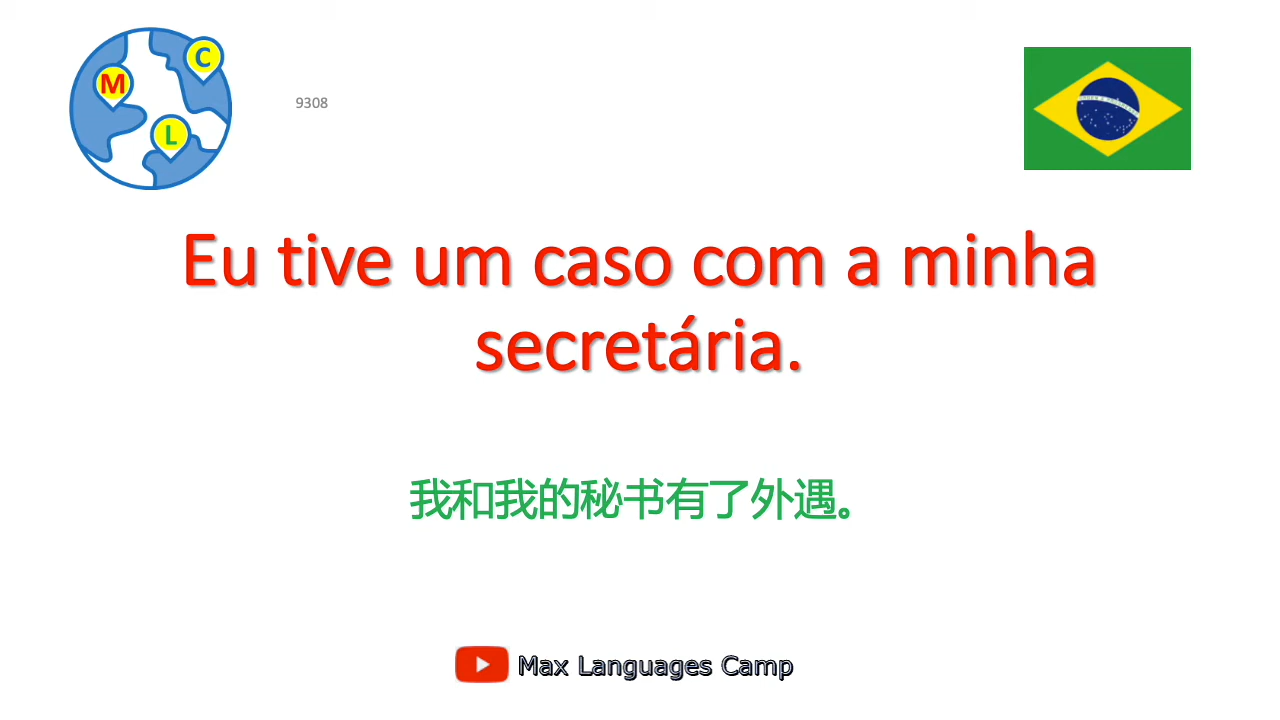 M
C
L
9308
Eu tive um caso com a minha
secretária.
我和我的秘书有了外遇。
Max Languages Camp